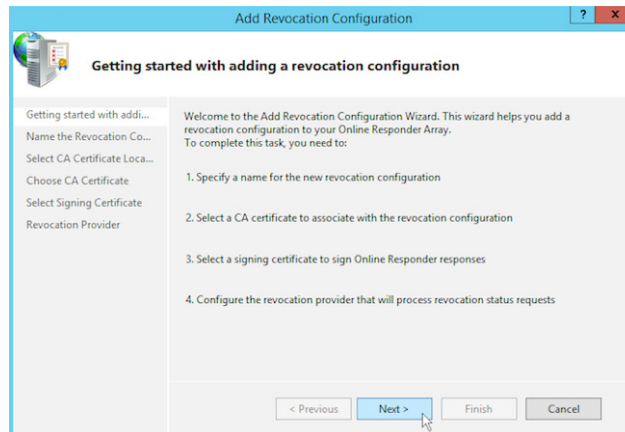 Add Revocation Configuration
? x
Getting started with adding a revocation configuration
Getting started with addi...
Name the Revocation Co...
Select CA Certificate Loca...
Choose CA Certificate
Select Signing Certificate
Revocation Provider
Welcome to the Add Revocation Configuration Wizard. This wizard helps you add a
revocation configuration to your Online Responder Array.
To complete this task, you need to:
1. Specify a name for the new revocation configuration
2. Select a CA certificate to associate with the revocation configuration
3. Select a signing certificate to sign Online Responder responses
4. Configure the revocation provider that will process revocation status requests
< Previous Next > Finish Cancel